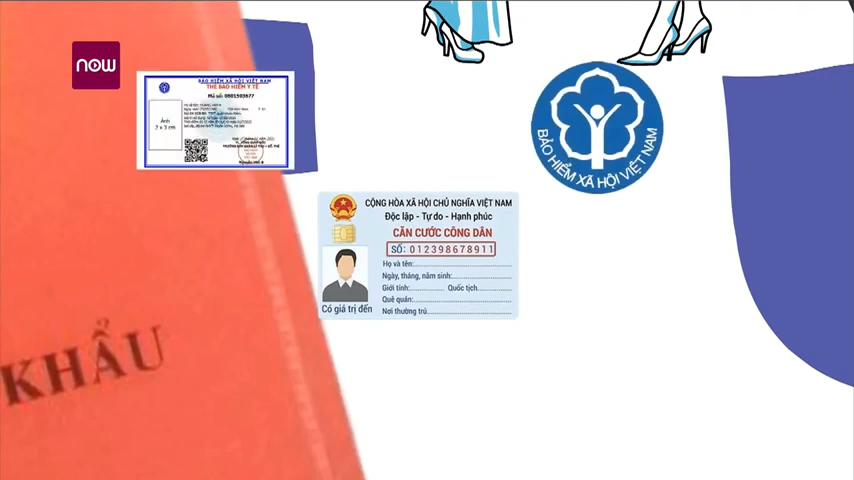 now
BẢO HIỂM XÃ HỘI VIỆT NAM
THẺ BẢO HIỂM Y TẾ
Mã số: 0801503677
Ảnh
2 x 3 cm
BẢO HIỂM XÃ HỘI VIỆT NAM
CỘNG HÒA XÃ HỘI CHỦ NGHĨA VIỆT NAM
Độc lập - Tự do - Hạnh phúc
CĂN CƯỚC CÔNG DÂN
SỐ: 012398678911
Họ và tên:
Ngày, tháng, năm sinh:
Giới tính: Quốc tịch
Quê quán:
Nơi thường trú
Có giá trị đến
KHẨU